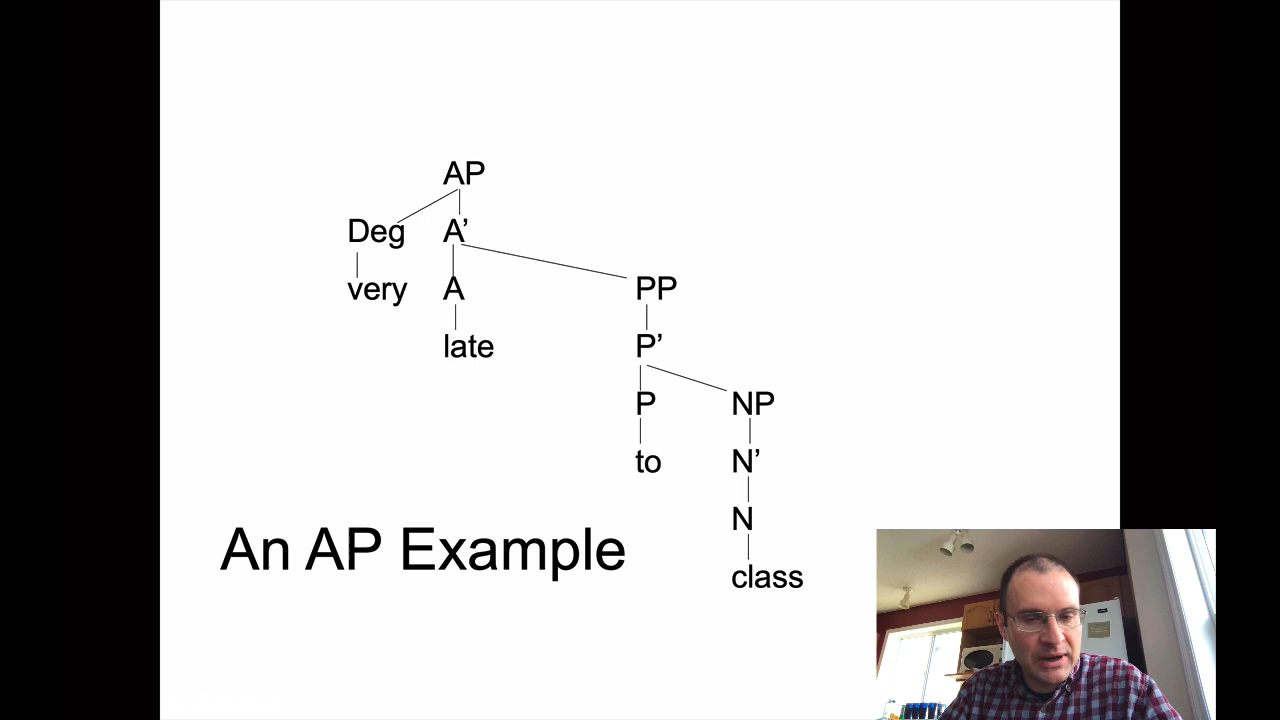 AP
Deg A’
very A PP
late P’
P NP
to N’
N
class
An AP Example